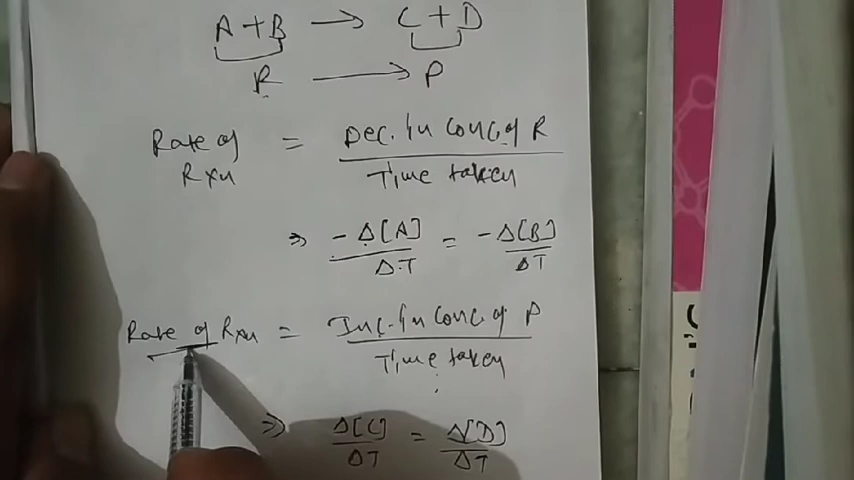 A + B → C + D
R → P
Rate of Rxn = Dec. In Conc. of R / Time taken
⇒ -Δ[A] / ΔT = -Δ[B] / ΔT
Rate of Rxn = Inc. In Conc. of P / Time taken
⇒ Δ[C] / ΔT = Δ[D] / ΔT